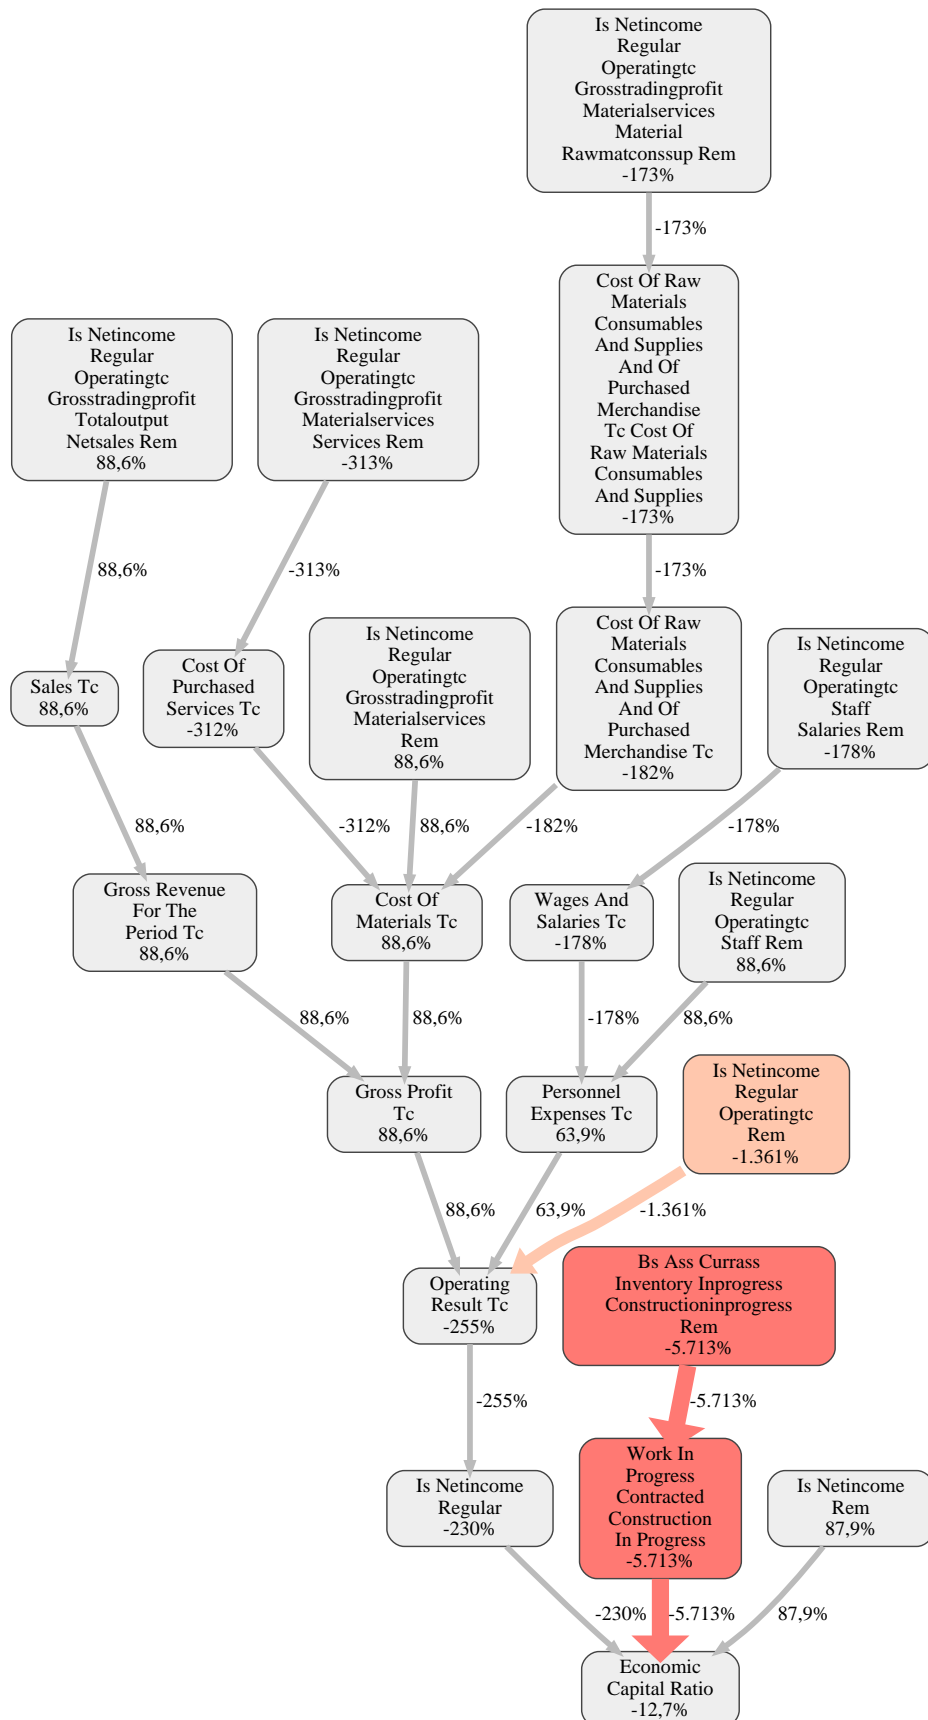 Is Netincome
Regular
Operatingtc
Grosstradingprofit
Materialservices
Material
Rawmatconssup Rem
-173%
-173%
Cost Of Raw
Materials
Consumables
And Supplies
And Of
Purchased
Merchandise
Tc Cost Of
Raw Materials
Consumables
And Supplies
-173%
Is Netincome
Regular
Operatingtc
Grosstradingprofit
Totaloutput
Netsales Rem
88,6%
Is Netincome
Regular
Operatingtc
Grosstradingprofit
Materialservices
Services Rem
-313%
88,6%
-313%
-173%
Sales Tc
88,6%
Cost Of
Purchased
Services Tc
-312%
Is Netincome
Regular
Operatingtc
Grosstradingprofit
Materialservices
Rem
88,6%
Cost Of Raw
Materials
Consumables
And Supplies
And Of
Purchased
Merchandise Tc
-182%
Is Netincome
Regular
Operatingtc
Staff
Salaries Rem
-178%
88,6%
-312%
88,6%
-182%
-178%
Gross Revenue
For The
Period Tc
88,6%
Cost Of
Materials Tc
88,6%
Wages And
Salaries Tc
-178%
Is Netincome
Regular
Operatingtc
Staff Rem
88,6%
88,6%
88,6%
-178%
88,6%
Gross Profit
Tc
88,6%
Personnel
Expenses Tc
63,9%
Is Netincome
Regular
Operatingtc
Rem
-1.361%
88,6%
63,9%
-1.361%
Operating
Result Tc
-255%
Bs Ass Currass
Inventory Inprogress
Constructioninprogress
Rem
-5.713%
-255%
-5.713%
Is Netincome
Regular
-230%
Work In
Progress
Contracted
Construction
In Progress
-5.713%
Is Netincome
Rem
87,9%
-230%
-5.713%
87,9%
Economic
Capital Ratio
-12,7%